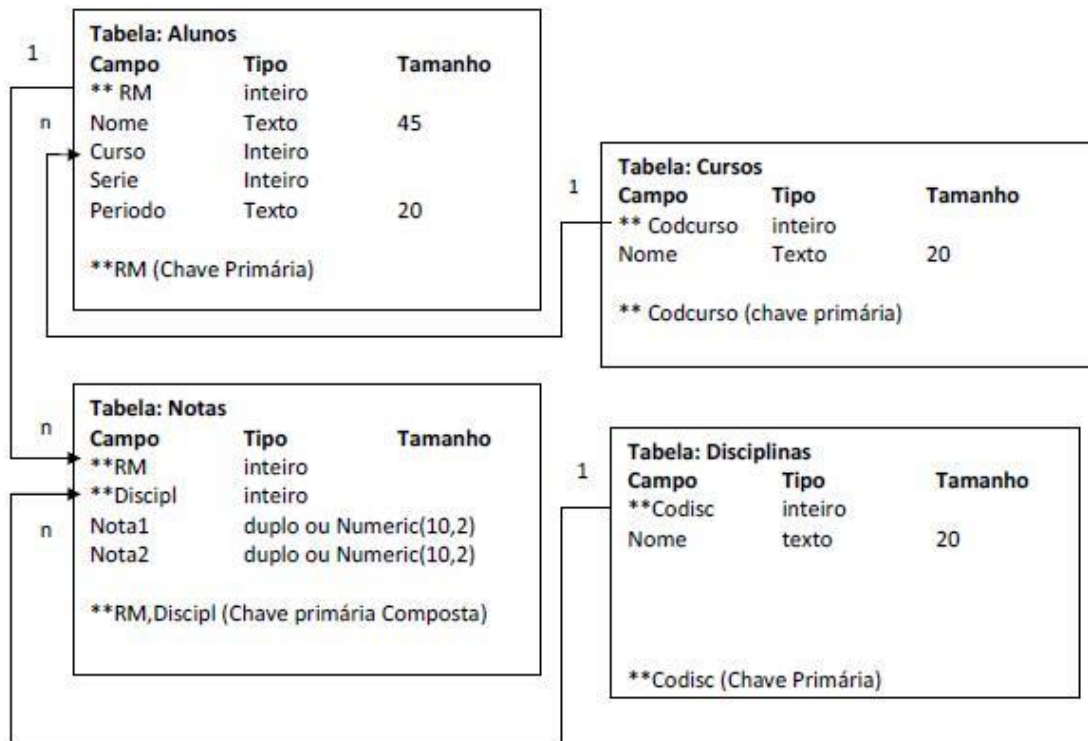 Tabela: Alunos
Campo Tipo Tamanho
** RM inteiro
Nome Texto 45
Curso Inteiro
Serie Inteiro
Periodo Texto 20
**RM (Chave Primária)
1
n
Tabela: Cursos
Campo Tipo Tamanho
** Codcurso inteiro
Nome Texto 20
** Codcurso (chave primária)
1
Tabela: Notas
Campo Tipo Tamanho
**RM inteiro
**Discipl inteiro
Nota1 duplo ou Numeric(10,2)
Nota2 duplo ou Numeric(10,2)
**RM,Discipl (Chave primária Composta)
n
n
Tabela: Disciplinas
Campo Tipo Tamanho
**Codisc inteiro
Nome texto 20
**Codisc (Chave Primária)
1